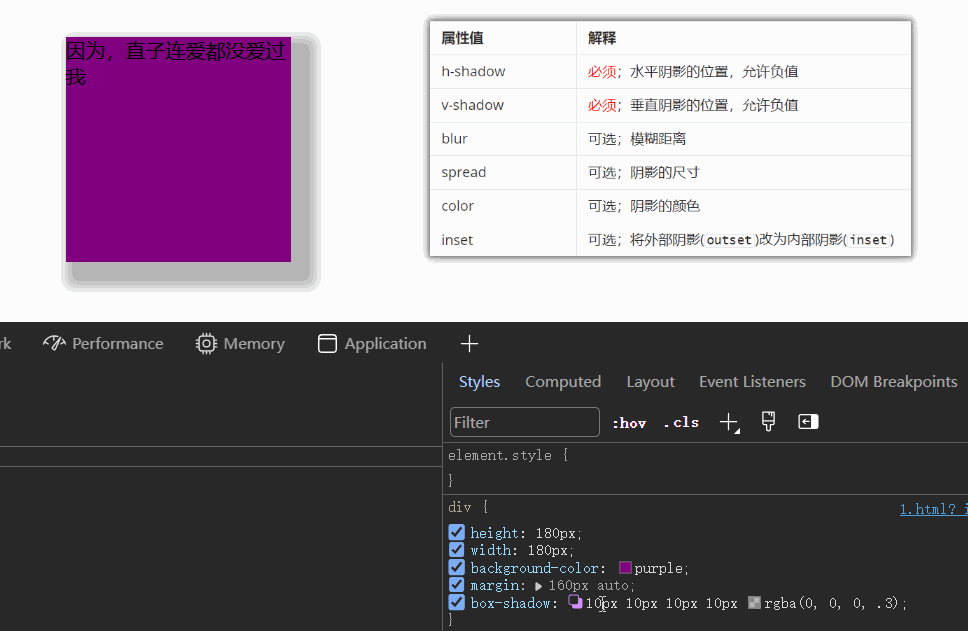 因为，直子连爱都没爱过
我
属性值 解释
h-shadow 必须；水平阴影的位置，允许负值
v-shadow 必须；垂直阴影的位置，允许负值
blur 可选；模糊距离
spread 可选；阴影的尺寸
color 可选；阴影的颜色
inset 可选；将外部阴影(outset)改为内部阴影(inset)
rk Performance Memory Application
Styles Computed Layout Event Listeners DOM Breakpoints
Filter :hov .cls
element.style {
}
div { 1.html? i
height: 180px;
width: 180px;
background-color: purple;
margin: 160px auto;
box-shadow: 10px 10px 10px 10px rgba(0, 0, 0, .3);
}